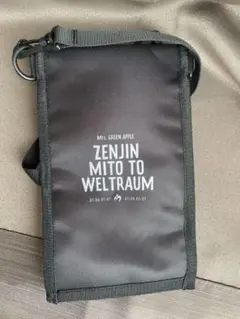 MRS. GREEN APPLE
ZENJIN
MITO TO
WELTRAUM